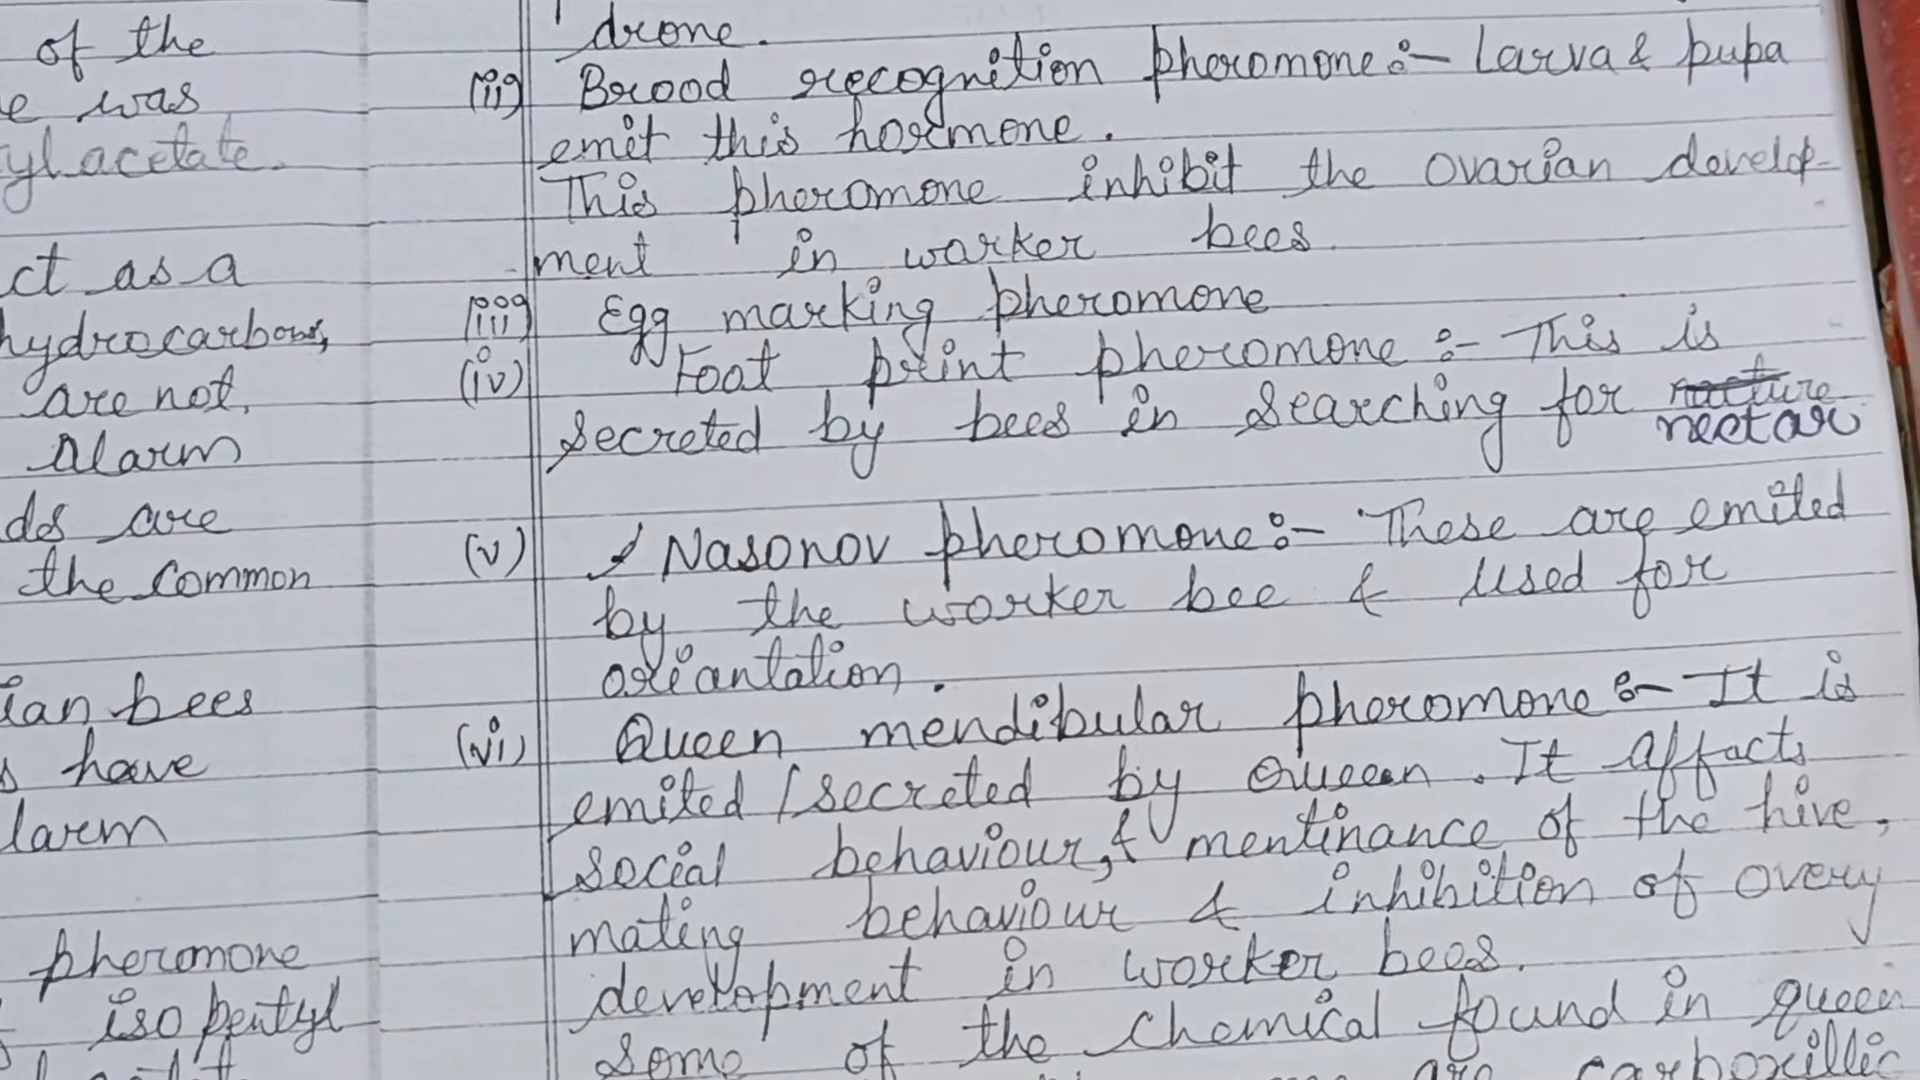 of the
e was
yl acetate.
ct as a
hydrocarbons,
are not.
Alarm
ds are
the common
ian bees
s have
larm
pheromone
isopentyl
drone.
(ii) Brood recognition pheromone:- Larva & pupa
emit this hormone.
This pheromone inhibit the ovarian develop-
ment in warker bees
(iii) Egg marking pheromone
(iv) Foot print pheromone :- This is
secreted by bees in searching for
nectar
(v) Nasonov pheromone:- These are emited
by the worker bee & used for
oriantation.
(vi) Queen mendibular pheromone:- It is
emited/secreted by Queen. It affacts
social behaviour, & mentinance of the hive,
mating behaviour & inhibition of overy
development in worker bees.
Some of the chemical found in queen
are carboxillic